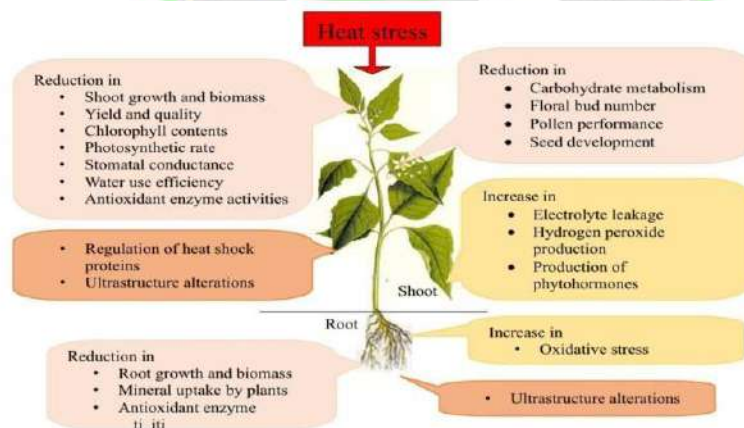 Heat stress
Reduction in
• Shoot growth and biomass
• Yield and quality
• Chlorophyll contents
• Photosynthetic rate
• Stomatal conductance
• Water use efficiency
• Antioxidant enzyme activities
Reduction in
• Carbohydrate metabolism
• Floral bud number
• Pollen performance
• Seed development
• Regulation of heat shock
proteins
• Ultrastructure alterations
Increase in
• Electrolyte leakage
• Hydrogen peroxide
production
• Production of
phytohormones
Shoot
Root
Reduction in
• Root growth and biomass
• Mineral uptake by plants
• Antioxidant enzyme
Increase in
• Oxidative stress
• Ultrastructure alterations